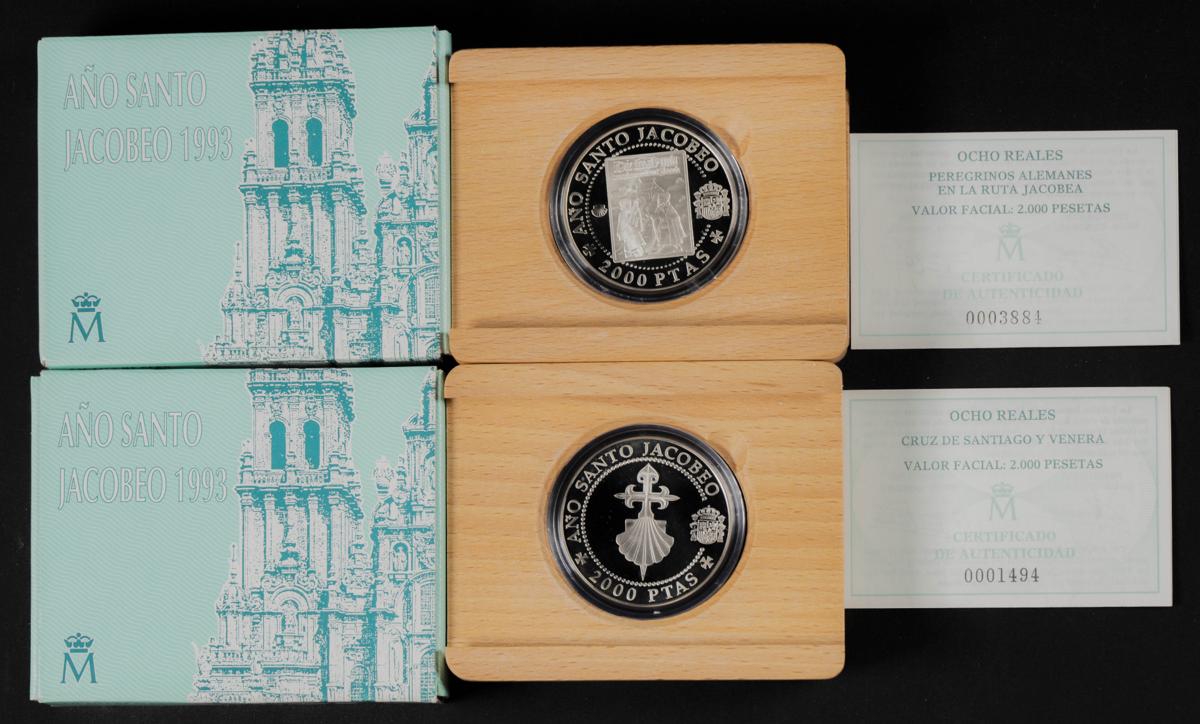 AÑO SANTO
JACOBEO 1993
M
AÑO SANTO JACOBEO
2000 PTAS
OCHO REALES
PEREGRINOS ALEMANES
EN LA RUTA JACOBEA
VALOR FACIAL: 2.000 PESETAS
M
CERTIFICADO
DE AUTENTICIDAD
0003884
AÑO SANTO
JACOBEO 1993
M
AÑO SANTO JACOBEO
2000 PTAS
OCHO REALES
CRUZ DE SANTIAGO Y VENERA
VALOR FACIAL: 2.000 PESETAS
M
CERTIFICADO
DE AUTENTICIDAD
0001494